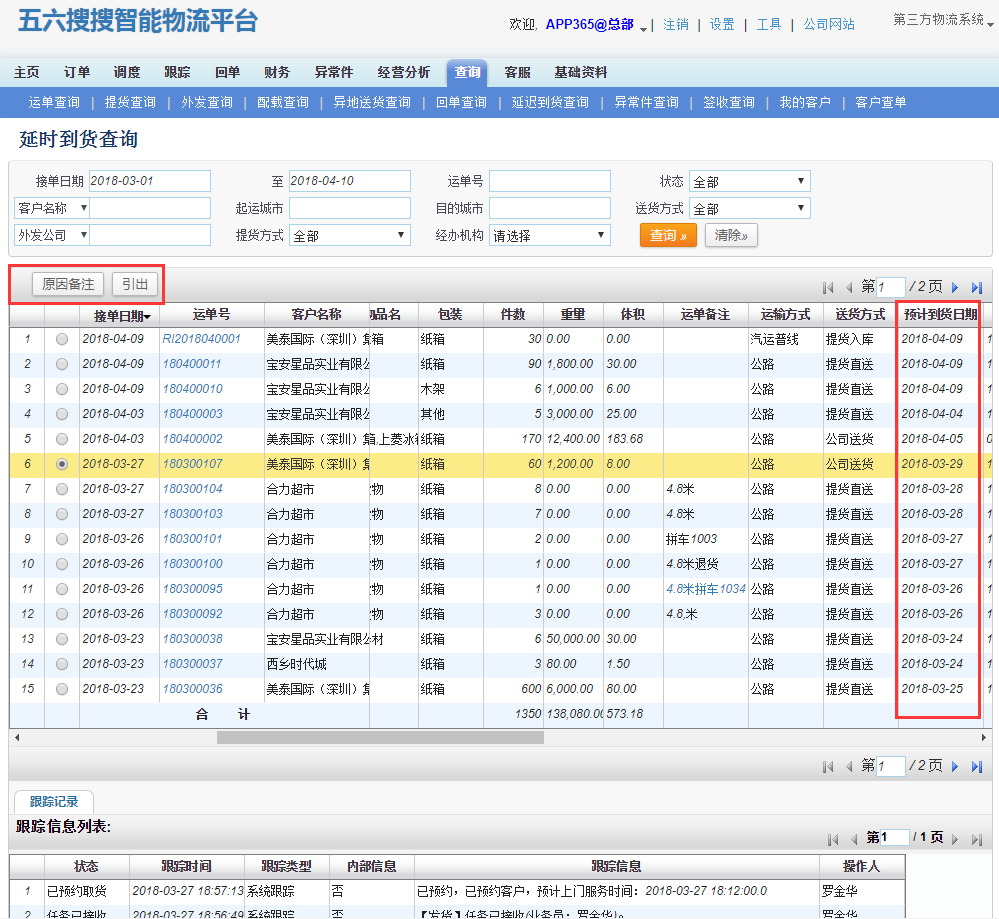 五六搜搜智能物流平台
欢迎, APP365@总部 | 注销 | 设置 | 工具 | 公司网站
第三方物流系统
主页 订单 调度 跟踪 回单 财务 异常件 经营分析 查询 客服 基础资料
运单查询 | 提货查询 | 外发查询 | 配载查询 | 异地送货查询 | 回单查询 | 延迟到货查询 | 异常件查询 | 签收查询 | 我的客户 | 客户查单
延时到货查询
接单日期 2018-03-01 至 2018-04-10 运单号 状态 全部
客户名称 起运城市 目的城市 送货方式 全部
外发公司 提货方式 全部 经办机构 请选择 查询 » 清除»
原因备注 引出 第 1 / 2 页
接单日期 运单号 客户名称 品名 包装 件数 重量 体积 运单备注 运输方式 送货方式 预计到货日期
1 2018-04-09 RI2018040001 美泰国际（深圳）集 箱 纸箱 30 0.00 0.00 汽运普线 提货入库 2018-04-09
2 2018-04-09 180400011 宝安星品实业有限公 纸箱 90 1,800.00 30.00 公路 提货直送 2018-04-09
3 2018-04-09 180400010 宝安星品实业有限公 木架 6 1,000.00 6.00 公路 提货直送 2018-04-09
4 2018-04-03 180400003 宝安星品实业有限公 其他 5 3,000.00 25.00 公路 提货直送 2018-04-04
5 2018-04-03 180400002 美泰国际（深圳）集 箱,上菱冰箱 纸箱 170 12,400.00 183.68 公路 公司送货 2018-04-05
6 2018-03-27 180300107 美泰国际（深圳）集 纸箱 60 1,200.00 8.00 公路 公司送货 2018-03-29
7 2018-03-27 180300104 合力超市 物 纸箱 8 0.00 0.00 4.8米 公路 提货直送 2018-03-28
8 2018-03-27 180300103 合力超市 物 纸箱 7 0.00 0.00 4.8米 公路 提货直送 2018-03-28
9 2018-03-26 180300101 合力超市 物 纸箱 2 0.00 0.00 拼车1003 公路 提货直送 2018-03-27
10 2018-03-26 180300100 合力超市 物 纸箱 1 0.00 0.00 4.8米退货 公路 提货直送 2018-03-27
11 2018-03-26 180300095 合力超市 物 纸箱 1 0.00 0.00 4.8米拼车1034 公路 提货直送 2018-03-26
12 2018-03-26 180300092 合力超市 物 纸箱 3 0.00 0.00 4.8,米 公路 提货直送 2018-03-26
13 2018-03-23 180300038 宝安星品实业有限公 材 纸箱 6 50,000.00 30.00 公路 提货直送 2018-03-24
14 2018-03-23 180300037 西乡时代城 纸箱 3 80.00 1.50 公路 提货直送 2018-03-24
15 2018-03-23 180300036 美泰国际（深圳）集 纸箱 600 6,000.00 80.00 公路 提货直送 2018-03-25
合 计 1350 138,080.00 573.18
第 1 / 2 页
跟踪记录
跟踪信息列表:
第 1 / 1 页
状态 跟踪时间 跟踪类型 内部信息 跟踪信息 操作人
1 已预约取货 2018-03-27 18:57:13 系统跟踪 否 已预约，已预约客户，预计上门服务时间：2018-03-27 18:12:00.0 罗金华
2 任务已接收 2018-03-27 18:56:49 系统跟踪 否 【发货】任务已接收(业务员：罗金华)。 罗金华